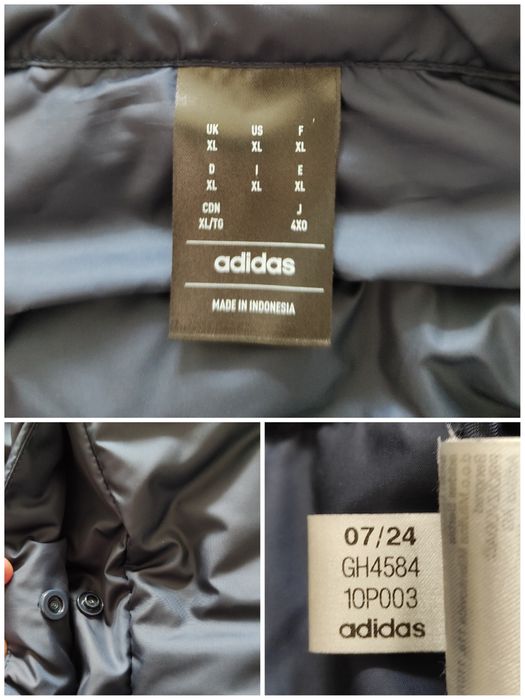 UK US F
XL XL XL
D I E
XL XL XL
CDN J
XL/TG 4XO
adidas
MADE IN INDONESIA
07/24
GH4584
10P003
adidas